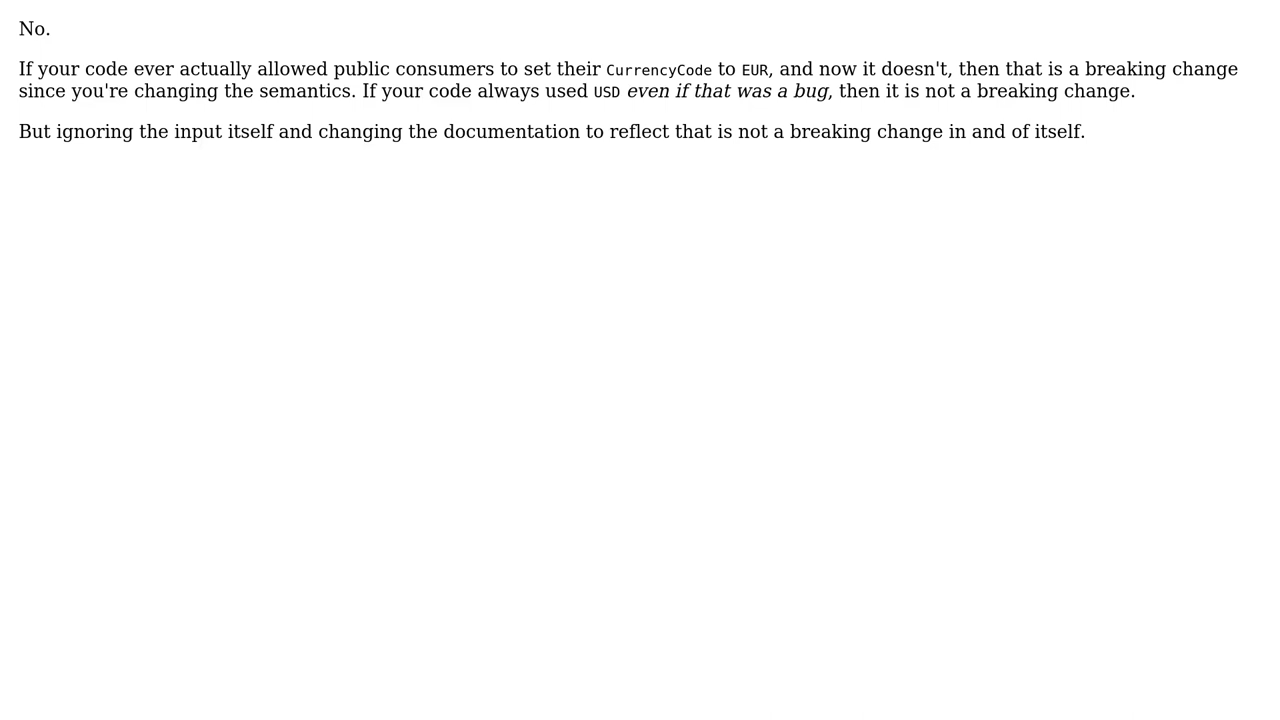 No.
If your code ever actually allowed public consumers to set their CurrencyCode to EUR, and now it doesn't, then that is a breaking change
since you're changing the semantics. If your code always used USD even if that was a bug, then it is not a breaking change.
But ignoring the input itself and changing the documentation to reflect that is not a breaking change in and of itself.